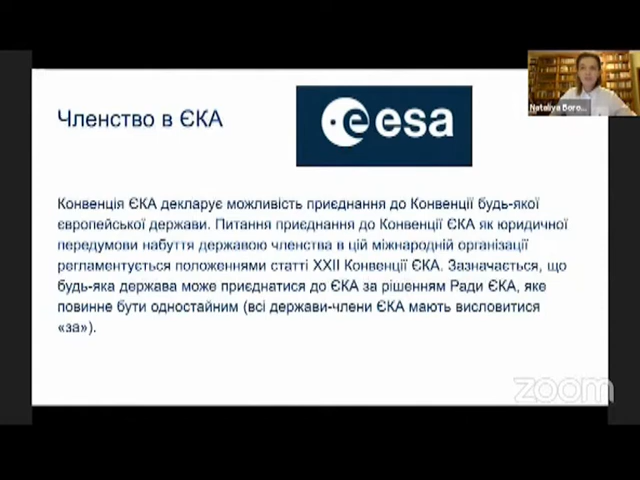 Членство в ЄКА
esa
Nataliya Boro...
Конвенція ЄКА декларує можливість приєднання до Конвенції будь-якої
європейської держави. Питання приєднання до Конвенції ЄКА як юридичної
передумови набуття державою членства в цій міжнародній організації
регламентується положеннями статті XXII Конвенції ЄКА. Зазначається, що
будь-яка держава може приєднатися до ЄКА за рішенням Ради ЄКА, яке
повинне бути одностайним (всі держави-члени ЄКА мають висловитися
«за»).
zoom